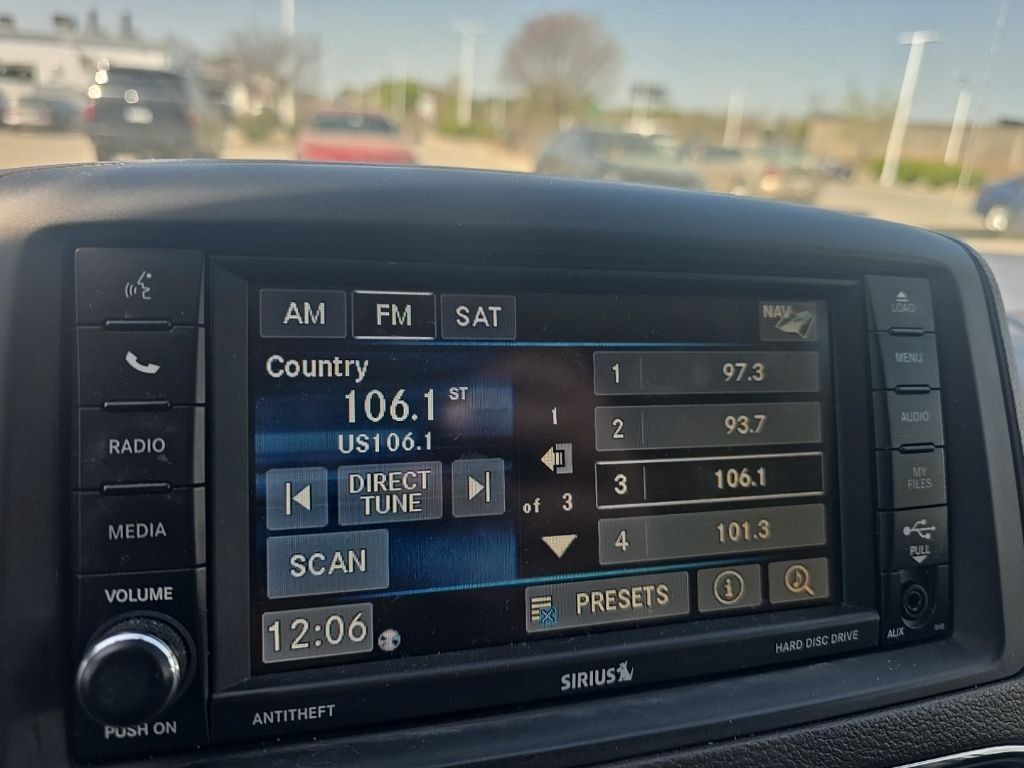 AM FM SAT NAV
Country
106.1 ST
US106.1
DIRECT
TUNE
SCAN
12:06
1
of 3
1 97.3
2 93.7
3 106.1
4 101.3
PRESETS
i
RADIO
MEDIA
VOLUME
PUSH ON
ANTITHEFT
SIRIUS
HARD DISC DRIVE
LOAD
MENU
AUDIO
MY
FILES
PULL
AUX
RHB